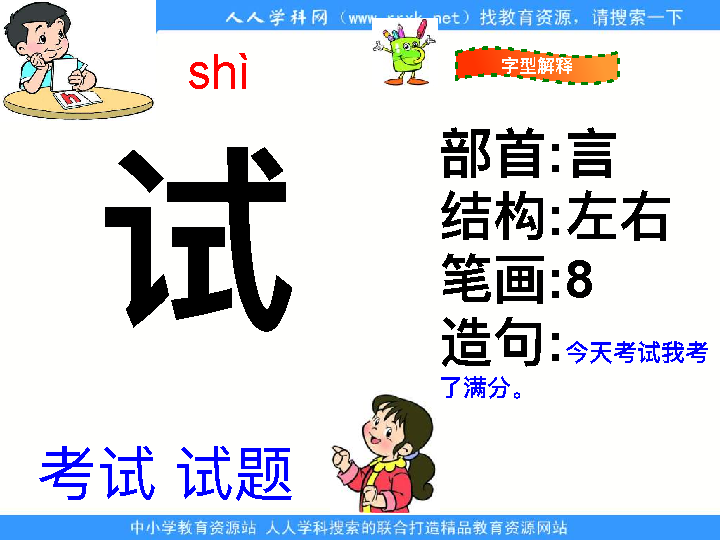 人人学科网（www.rrxk.net）找教育资源，请搜索一下
shì
字型解释
试
部首:言
结构:左右
笔画:8
造句:今天考试我考
了满分。
考试 试题
中小学教育资源站 人人学科搜索的联合打造精品教育资源网站